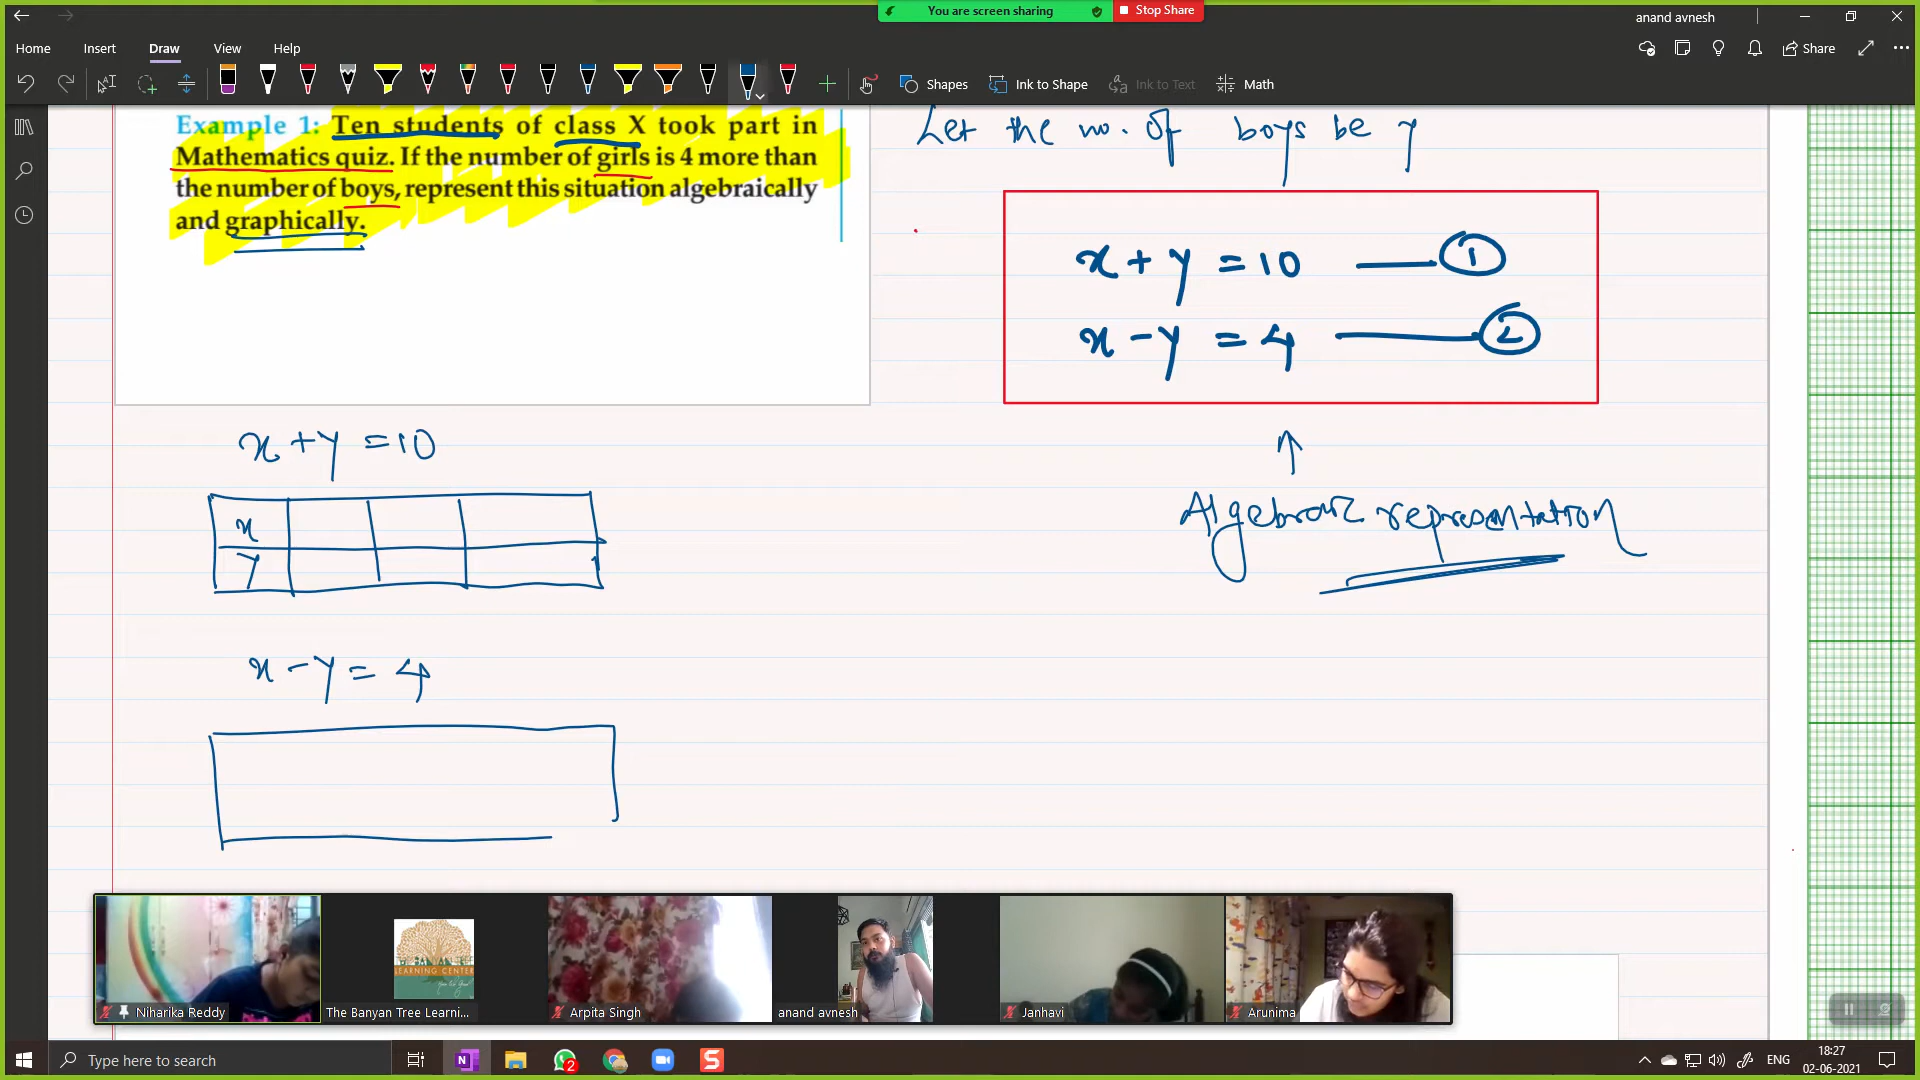 You are screen sharing
Stop Share
anand avnesh
Home Insert Draw View Help
Share
Shapes
Ink to Shape
Ink to Text
Math
Example 1: Ten students of class X took part in
Mathematics quiz. If the number of girls is 4 more than
the number of boys, represent this situation algebraically
and graphically.
Let the no. of boys be y
x + y = 10 — 1
x - y = 4 — 2
↑
Algebraic representation
x + y = 10
x
y
x - y = 4
Niharika Reddy
LEARNING CENTER
The Banyan Tree Learni...
Arpita Singh
anand avnesh
Janhavi
Arunima
Type here to search
N
2
S
ENG
18:27
02-06-2021